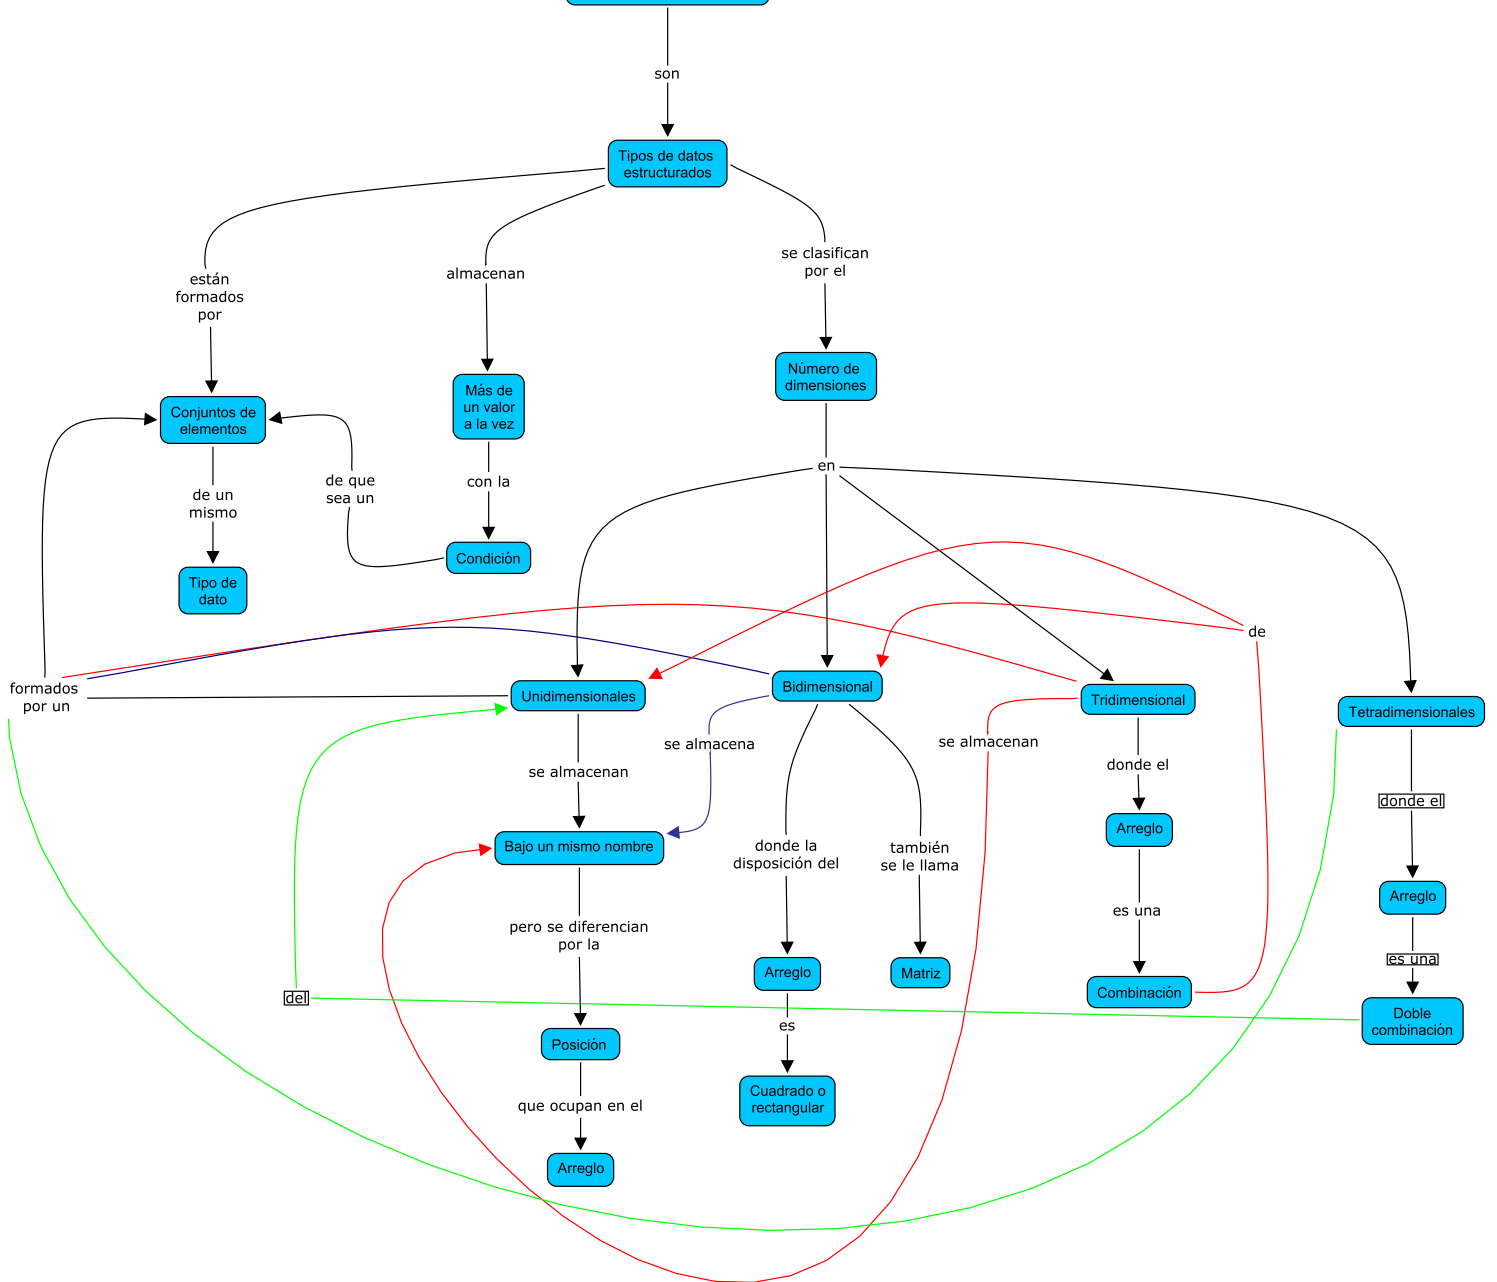 son
Tipos de datos
estructurados
se clasifican
por el
almacenan
están
formados
por
Número de
dimensiones
Más de
un valor
a la vez
Conjuntos de
elementos
en
de que
sea un
con la
de un
mismo
Condición
Tipo de
dato
de
formados
por un
Unidimensionales
Bidimensional
Tridimensional
Tetradimensionales
se almacena
se almacenan
se almacenan
donde el
donde el
Bajo un mismo nombre
donde la
disposición del
también
se le llama
Arreglo
Arreglo
pero se diferencian
por la
es una
es una
Arreglo
Matriz
Combinación
del
Doble
combinación
es
Posición
Cuadrado o
rectangular
que ocupan en el
Arreglo